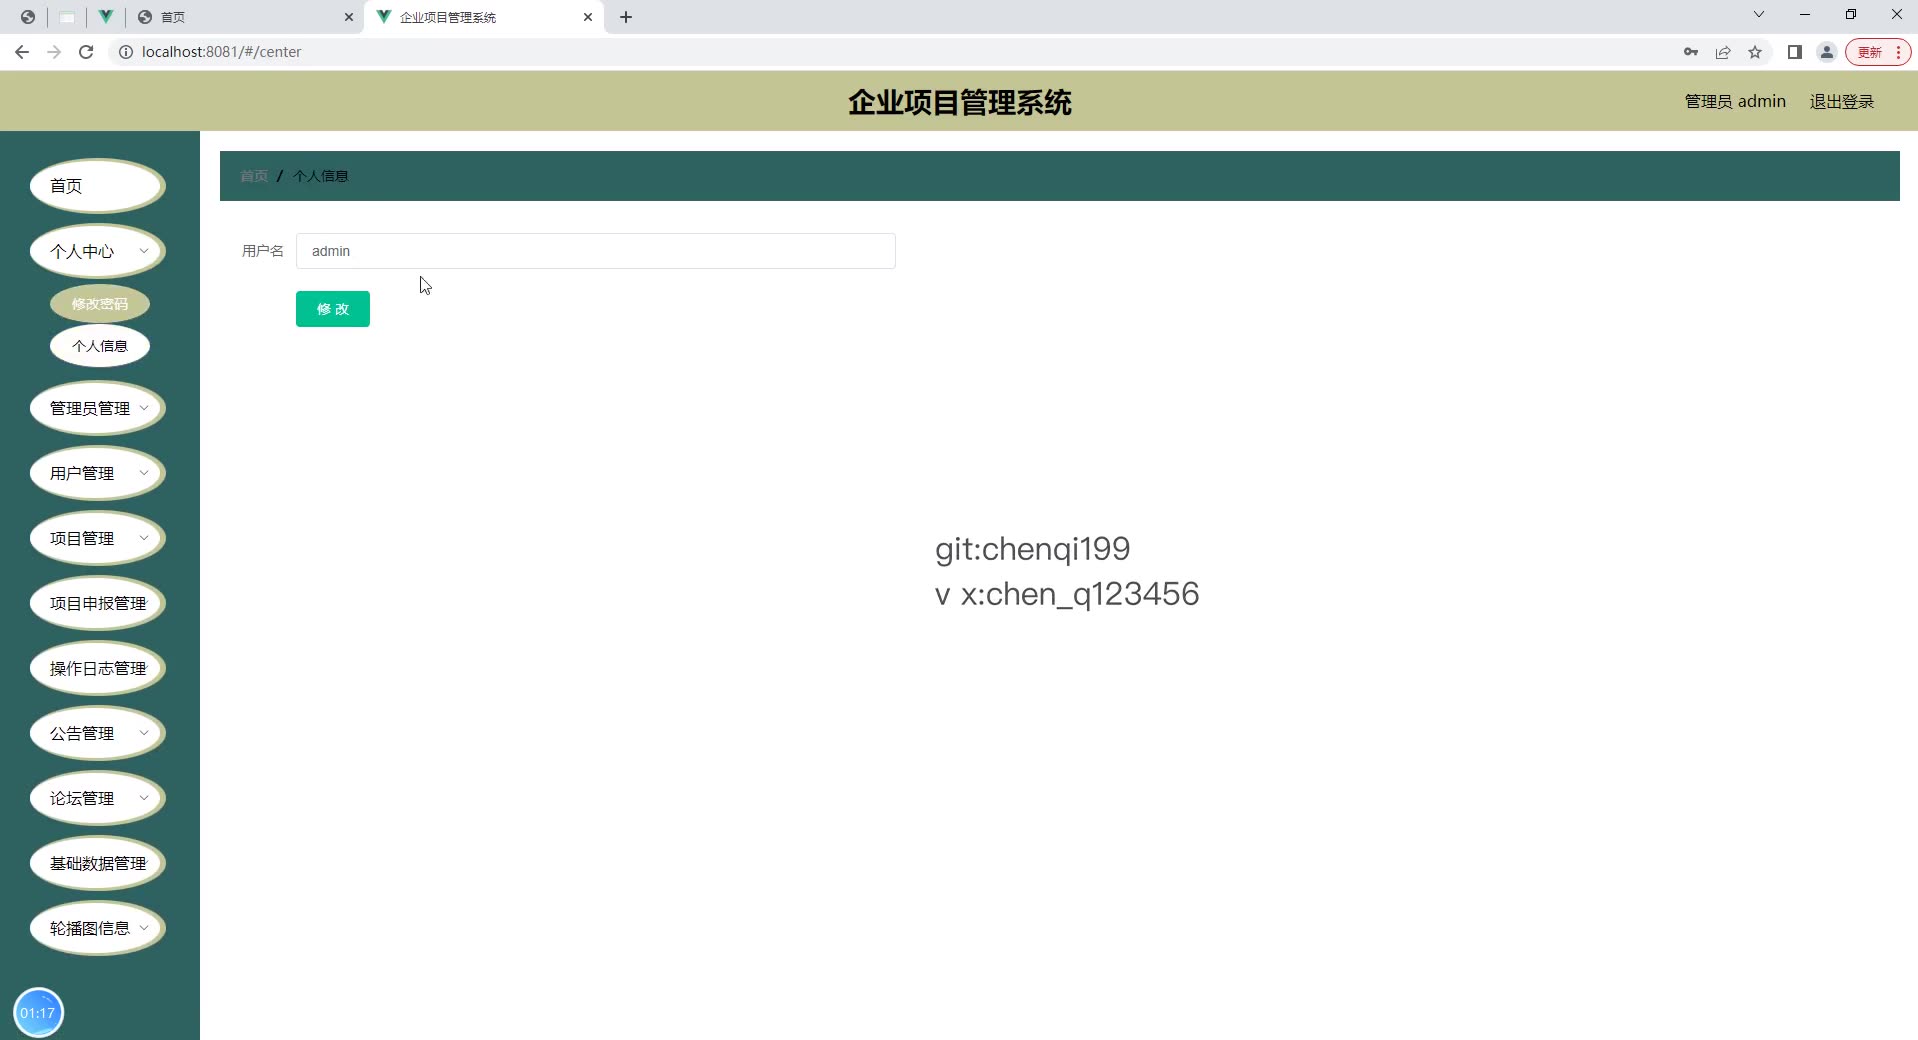 首页
企业项目管理系统
localhost:8081/#/center
更新
企业项目管理系统
管理员 admin
退出登录
首页
个人中心
修改密码
个人信息
管理员管理
用户管理
项目管理
项目申报管理
操作日志管理
公告管理
论坛管理
基础数据管理
轮播图信息
01:17
首页 / 个人信息
用户名
admin
修 改
git:chenqi199
v x:chen_q123456